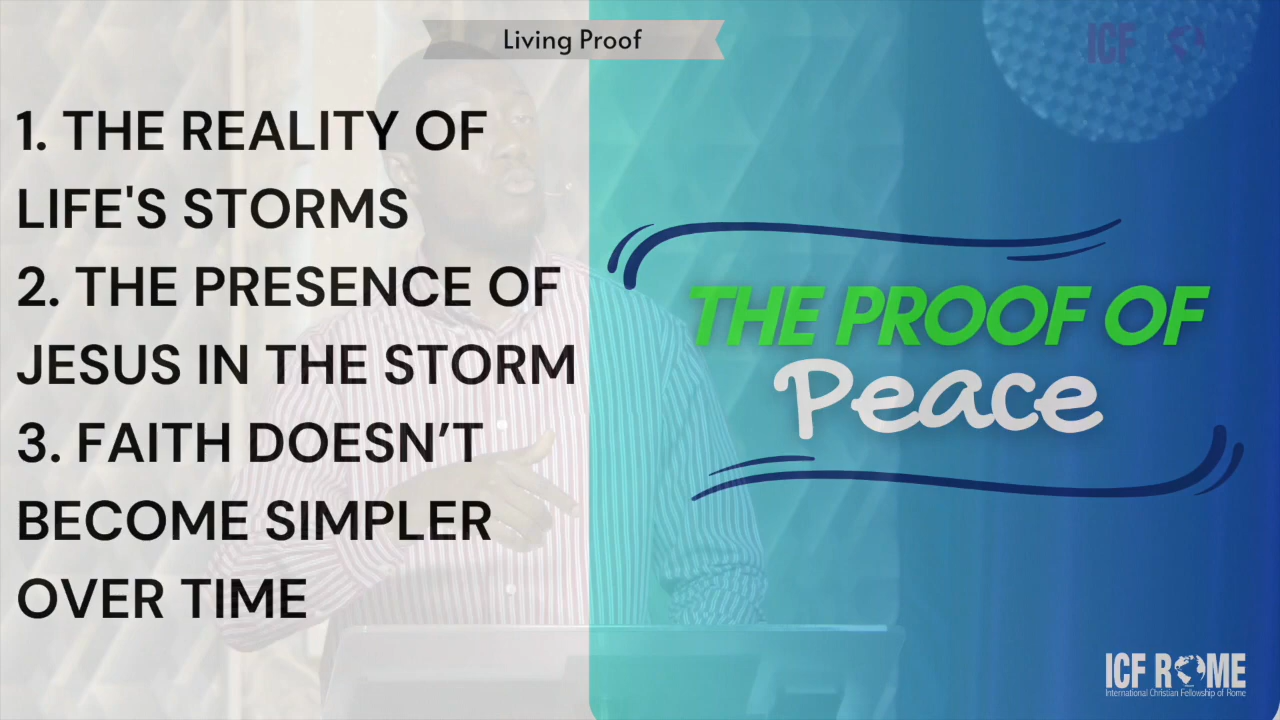 Living Proof
ICF
1. THE REALITY OF
LIFE'S STORMS
2. THE PRESENCE OF
JESUS IN THE STORM
3. FAITH DOESN’T
BECOME SIMPLER
OVER TIME
THE PROOF OF
Peace
ICF ROME
International Christian Fellowship of Rome